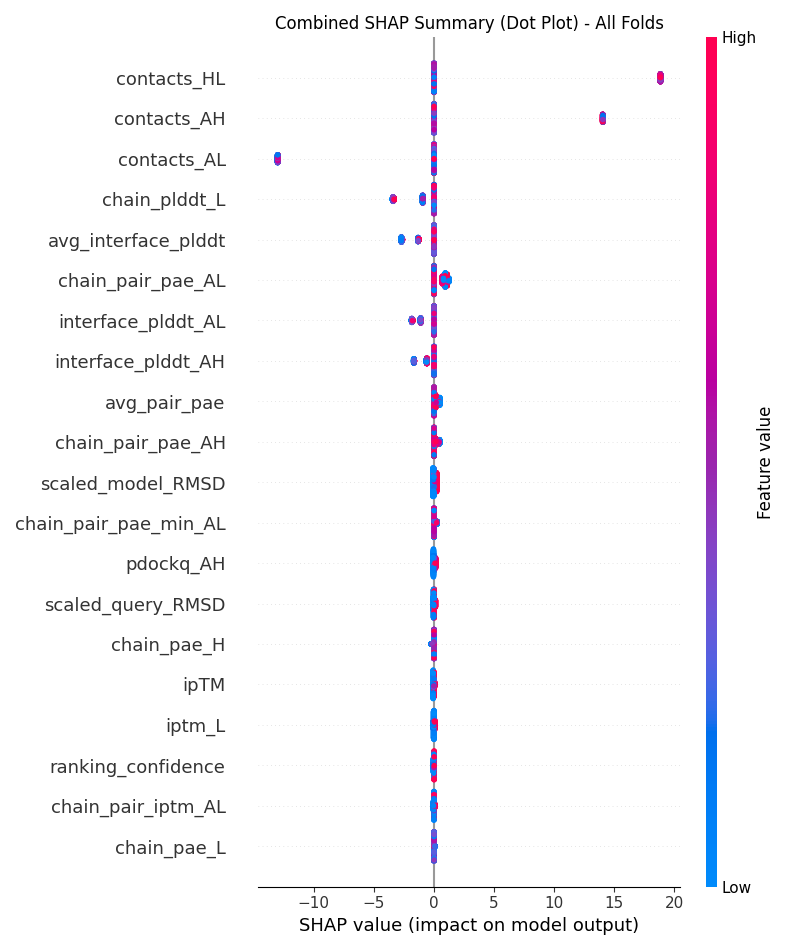 Combined SHAP Summary (Dot Plot) - All Folds
High
contacts_HL
contacts_AH
contacts_AL
chain_plddt_L
avg_interface_plddt
chain_pair_pae_AL
interface_plddt_AL
interface_plddt_AH
avg_pair_pae
chain_pair_pae_AH
scaled_model_RMSD
chain_pair_pae_min_AL
pdockq_AH
scaled_query_RMSD
chain_pae_H
ipTM
iptm_L
ranking_confidence
chain_pair_iptm_AL
chain_pae_L
Feature value
Low
−10 −5 0 5 10 15 20
SHAP value (impact on model output)